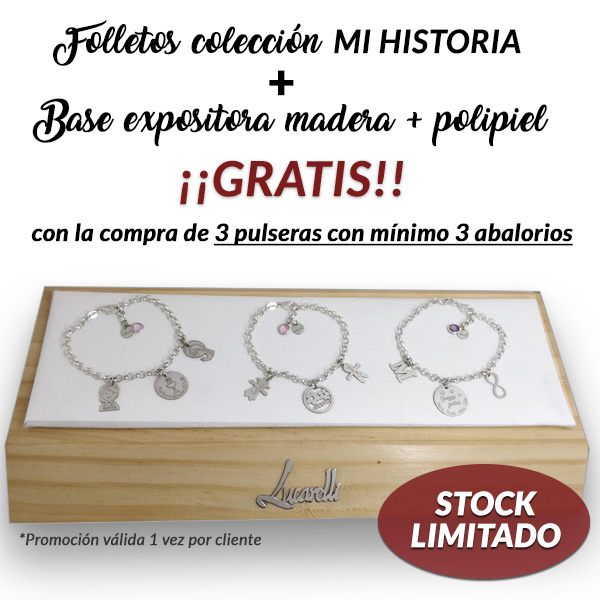 Folletos colección MI HISTORIA
+
Base expositora madera + polipiel
¡¡GRATIS!!
con la compra de 3 pulseras con mínimo 3 abalorios
M
Lucarelli
STOCK
LIMITADO
*Promoción válida 1 vez por cliente